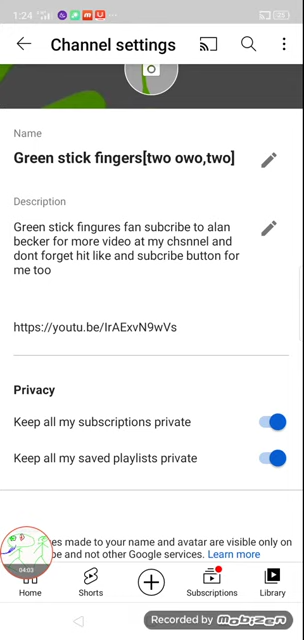 1:24
Channel settings
Name
Green stick fingers[two owo,two]
Description
Green stick fingures fan subcribe to alan
becker for more video at my chsnnel and
dont forget hit like and subcribe button for
me too
https://youtu.be/IrAExvN9wVs
Privacy
Keep all my subscriptions private
Keep all my saved playlists private
es made to your name and avatar are visible only on
be and not other Google services. Learn more
04:03
Home
Shorts
Subscriptions
Library
Recorded by mobizen